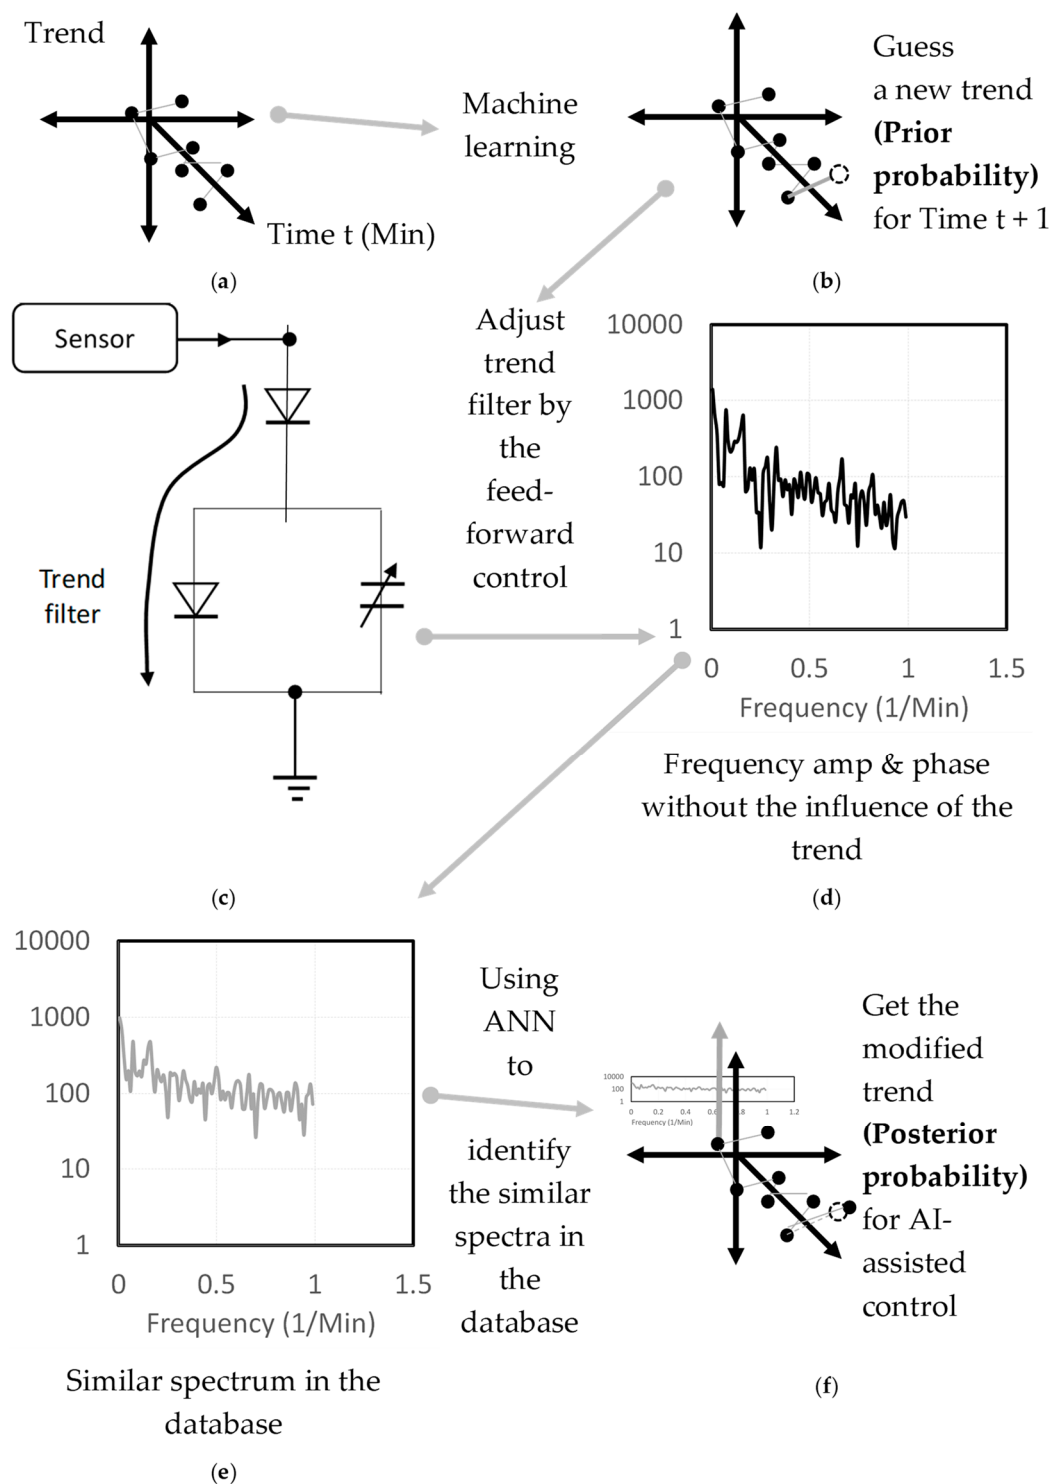 Trend
Time t (Min)
(a)
Machine
learning
Guess
a new trend
(Prior
probability)
for Time t + 1
(b)
Sensor
Trend
filter
(c)
Adjust
trend
filter by
the
feed-
forward
control
10000
1000
100
10
1
0 0.5 1 1.5
Frequency (1/Min)
Frequency amp & phase
without the influence of the
trend
(d)
10000
1000
100
10
1
0 0.5 1 1.5
Frequency (1/Min)
Similar spectrum in the
database
(e)
Using
ANN
to
identify
the similar
spectra in
the
database
10000
100
1
0 0.2 0.4 0.6 0.8 1 1.2
Frequency (1/Min)
Get the
modified
trend
(Posterior
probability)
for AI-
assisted
control
(f)